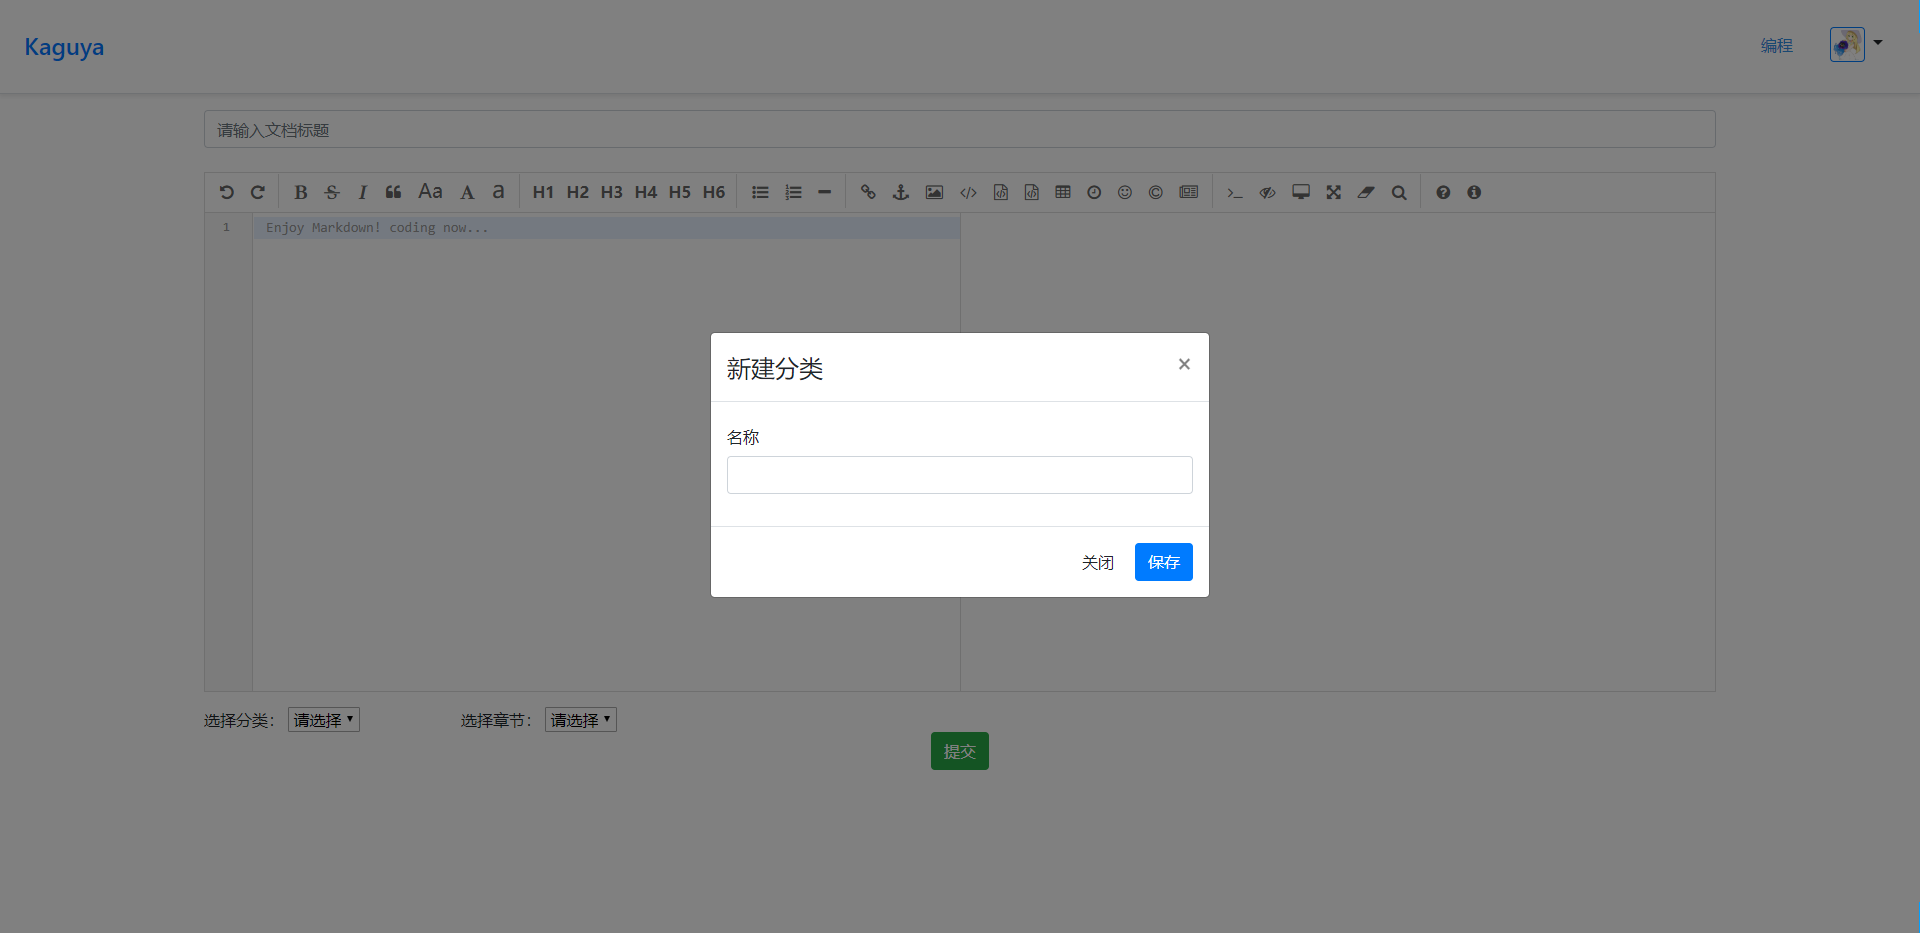 Kaguya
编程
请输入文档标题
B S I Aa A a H1 H2 H3 H4 H5 H6
1 Enjoy Markdown! coding now...
新建分类 ×
名称
关闭 保存
选择分类： 请选择 选择章节： 请选择
提交